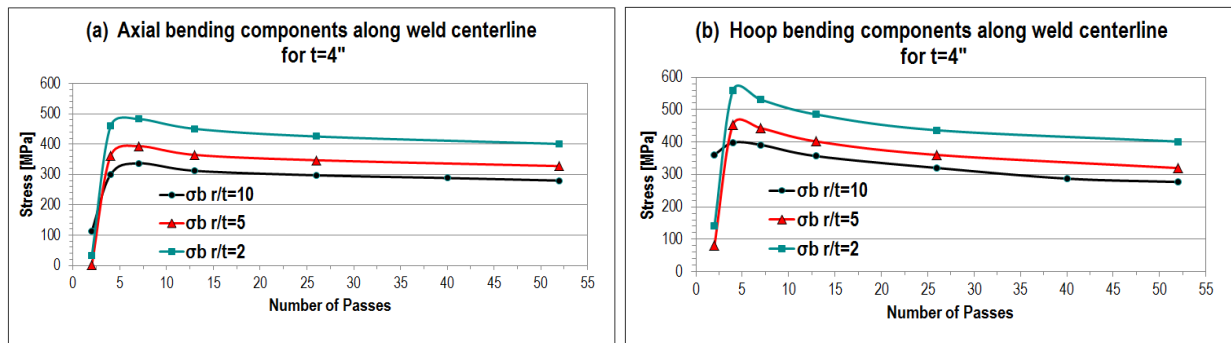 (a) Axial bending components along weld centerline
for t=4"
600
500
400
300
200
100
0
Stress [MPa]
σb r/t=10
σb r/t=5
σb r/t=2
0 5 10 15 20 25 30 35 40 45 50 55
Number of Passes
(b) Hoop bending components along weld centerline
for t=4"
600
500
400
300
200
100
0
Stress [MPa]
σb r/t=10
σb r/t=5
σb r/t=2
0 5 10 15 20 25 30 35 40 45 50 55
Number of Passes